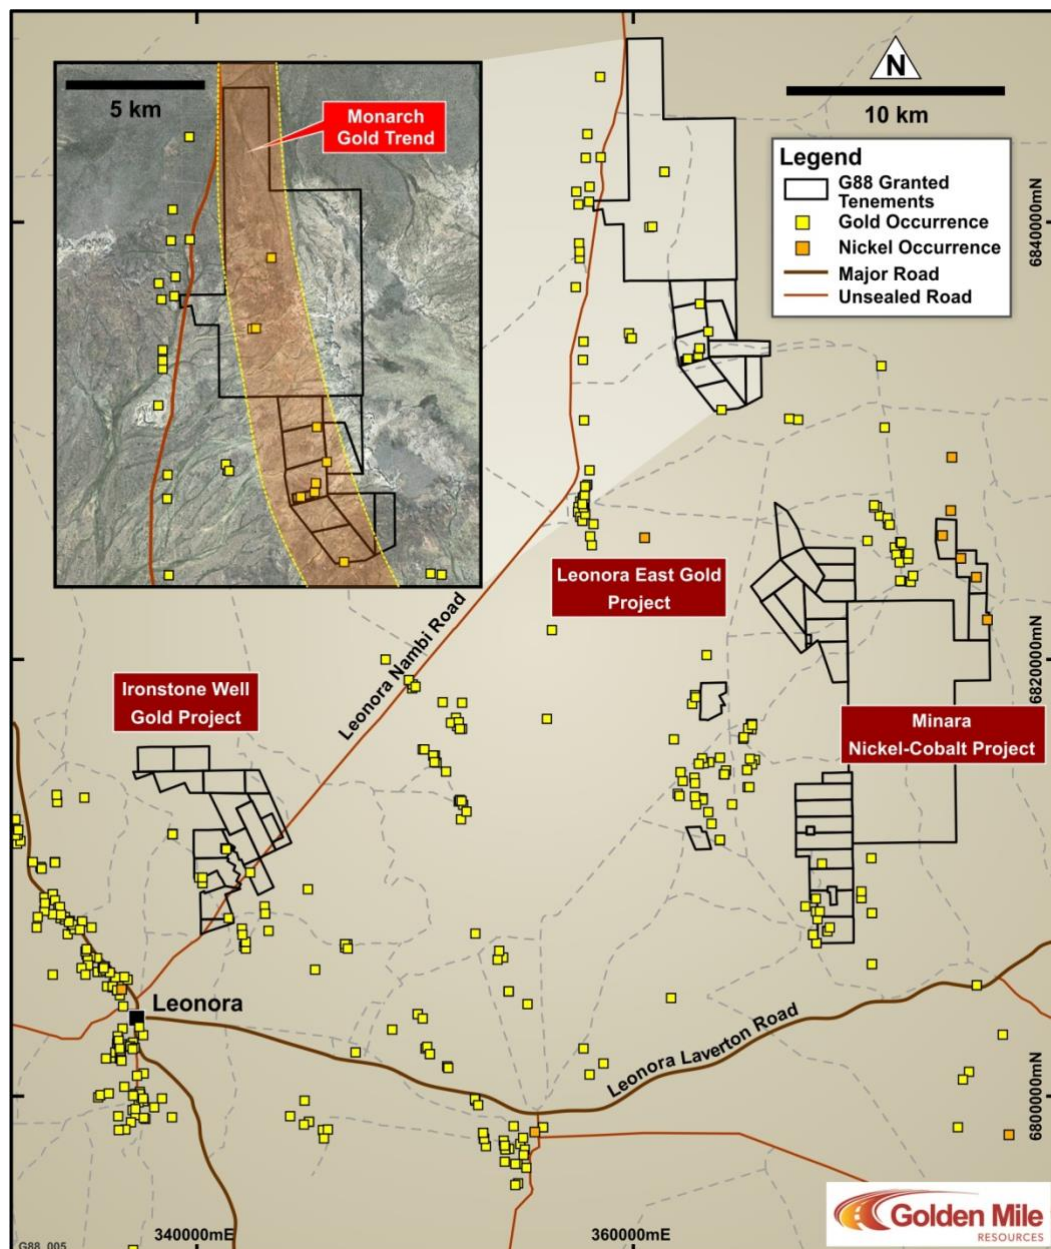 5 km
Monarch
Gold Trend
N
10 km
Legend
G88 Granted
Tenements
Gold Occurrence
Nickel Occurrence
Major Road
Unsealed Road
6840000mN
Leonora East Gold
Project
Leonora Nambi Road
6820000mN
Ironstone Well
Gold Project
Minara
Nickel-Cobalt Project
Leonora
Leonora Laverton Road
6800000mN
340000mE
360000mE
G88_005
Golden Mile
RESOURCES